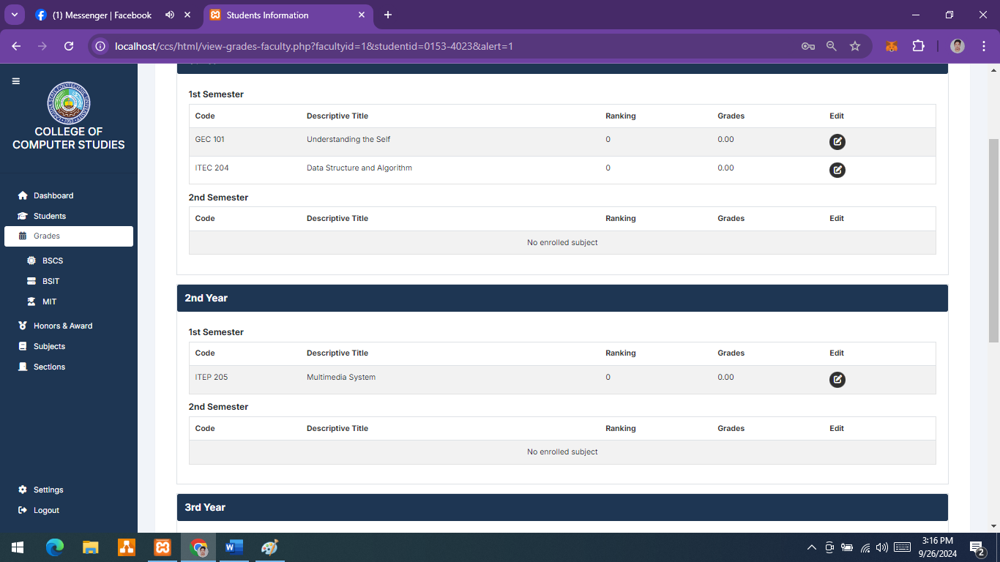 (1) Messenger | Facebook
Students Information
localhost/ccs/html/view-grades-faculty.php?facultyid=1&studentid=0153-4023&alert=1
COLLEGE OF
COMPUTER STUDIES
Dashboard
Students
Grades
BSCS
BSIT
MIT
Honors & Award
Subjects
Sections
Settings
Logout
1st Semester
Code Descriptive Title Ranking Grades Edit
GEC 101 Understanding the Self 0 0.00
ITEC 204 Data Structure and Algorithm 0 0.00
2nd Semester
Code Descriptive Title Ranking Grades Edit
No enrolled subject
2nd Year
1st Semester
Code Descriptive Title Ranking Grades Edit
ITEP 205 Multimedia System 0 0.00
2nd Semester
Code Descriptive Title Ranking Grades Edit
No enrolled subject
3rd Year
3:16 PM
9/26/2024
2